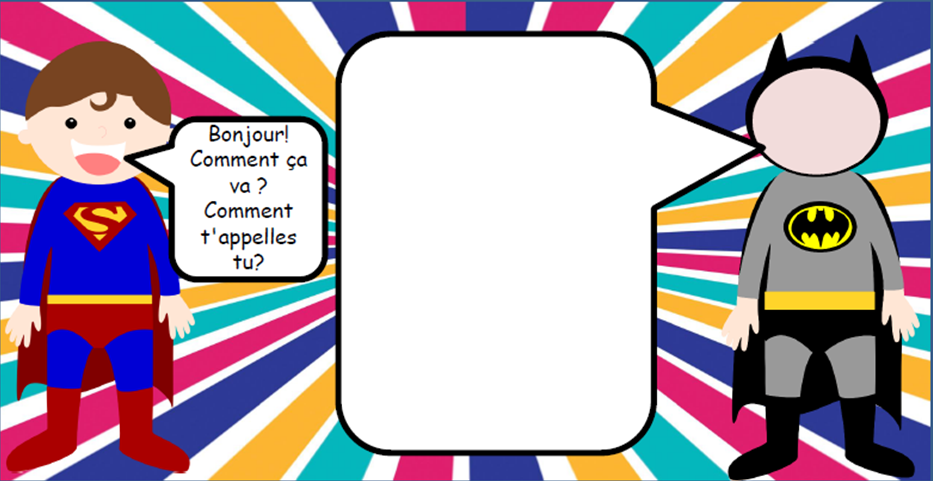 Bonjour!
Comment ça
va ?
Comment
t'appelles
tu?
S